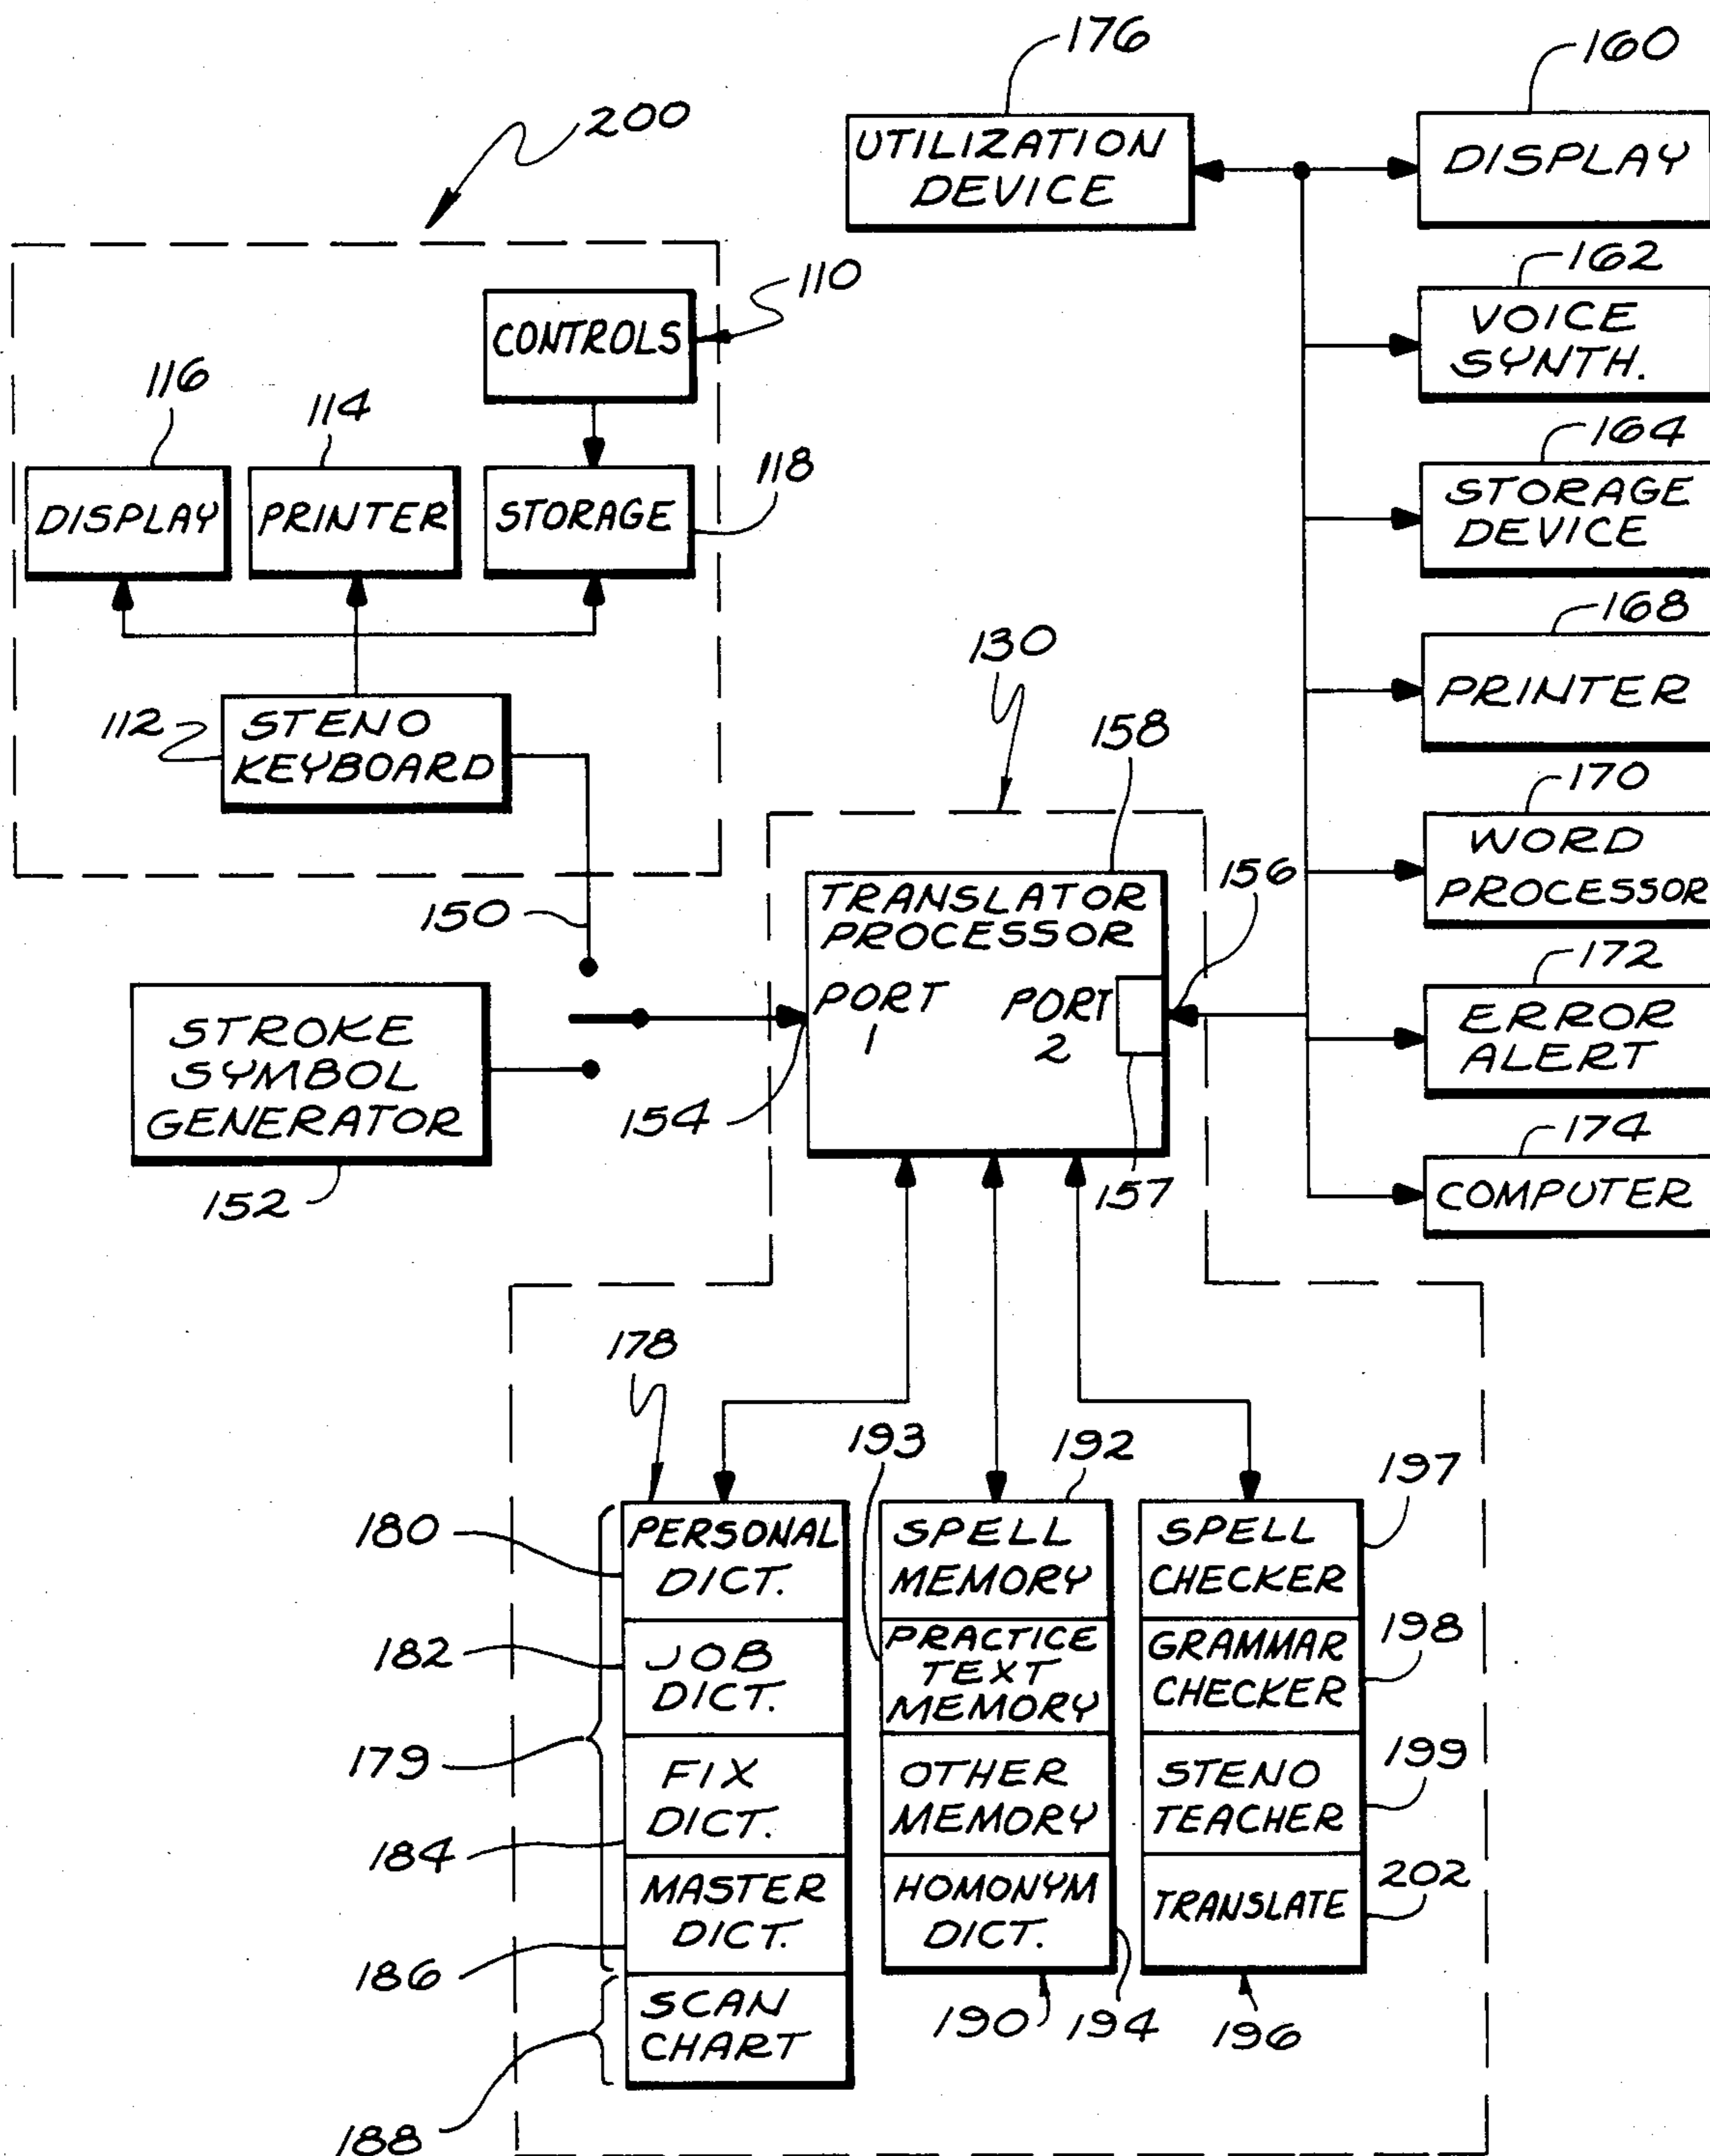 176
160
200
UTILIZATION
DEVICE
DISPLAY
162
110
CONTROLS
VOICE
SYNTH.
116
114
164
118
DISPLAY
PRINTER
STORAGE
STORAGE
DEVICE
168
130
PRINTER
112
STENO
KEYBOARD
158
170
WORD
PROCESSOR
156
150
TRANSLATOR
PROCESSOR
172
PORT
1
PORT
2
ERROR
ALERT
STROKE
SYMBOL
GENERATOR
154
174
157
COMPUTER
152
178
193
192
197
180
PERSONAL
DICT.
SPELL
MEMORY
SPELL
CHECKER
182
JOB
DICT.
PRACTICE
TEXT
MEMORY
GRAMMAR
CHECKER
198
179
FIX
DICT.
OTHER
MEMORY
STENO
TEACHER
199
184
MASTER
DICT.
HOMONYM
DICT.
TRANSLATE
202
186
SCAN
CHART
190
194
196
188